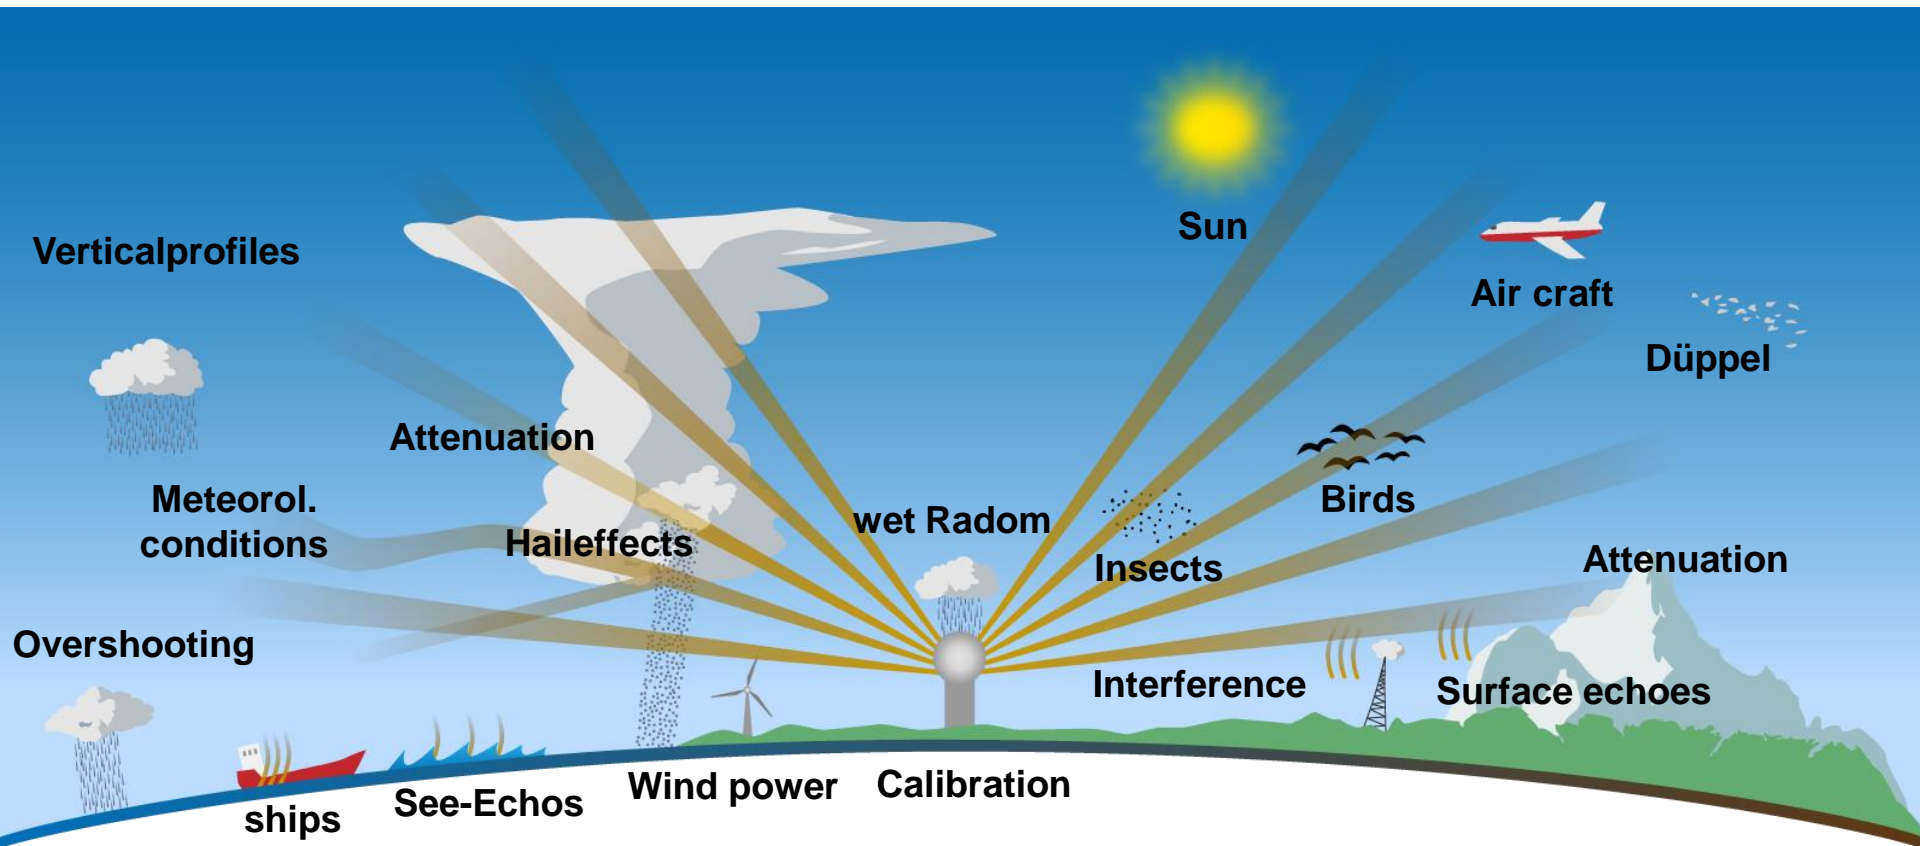 Sun
Verticalprofiles
Air craft
Düppel
Attenuation
Meteorol.
conditions
Birds
wet Radom
Haileffects
Insects
Attenuation
Overshooting
Interference
Surface echoes
Wind power
Calibration
See-Echos
ships